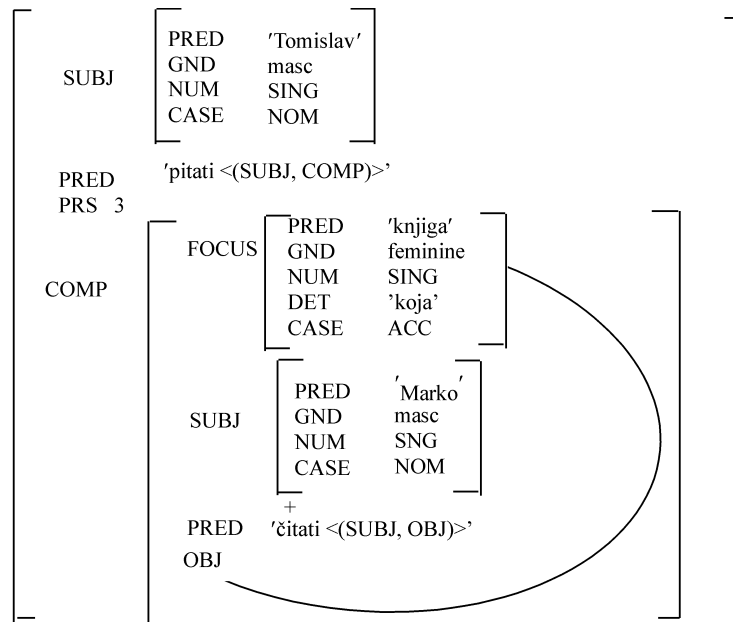 PRED 'Tomislav'
GND masc
SUBJ
NUM SING
CASE NOM
PRED 'pitati <(SUBJ, COMP)>’
PRS 3
PRED 'knjiga'
FOCUS
GND feminine
NUM SING
COMP
DET ’koja’
CASE ACC
PRED 'Marko'
GND masc
SUBJ
NUM SNG
CASE NOM
+
PRED 'čitati <(SUBJ, OBJ)>’
OBJ